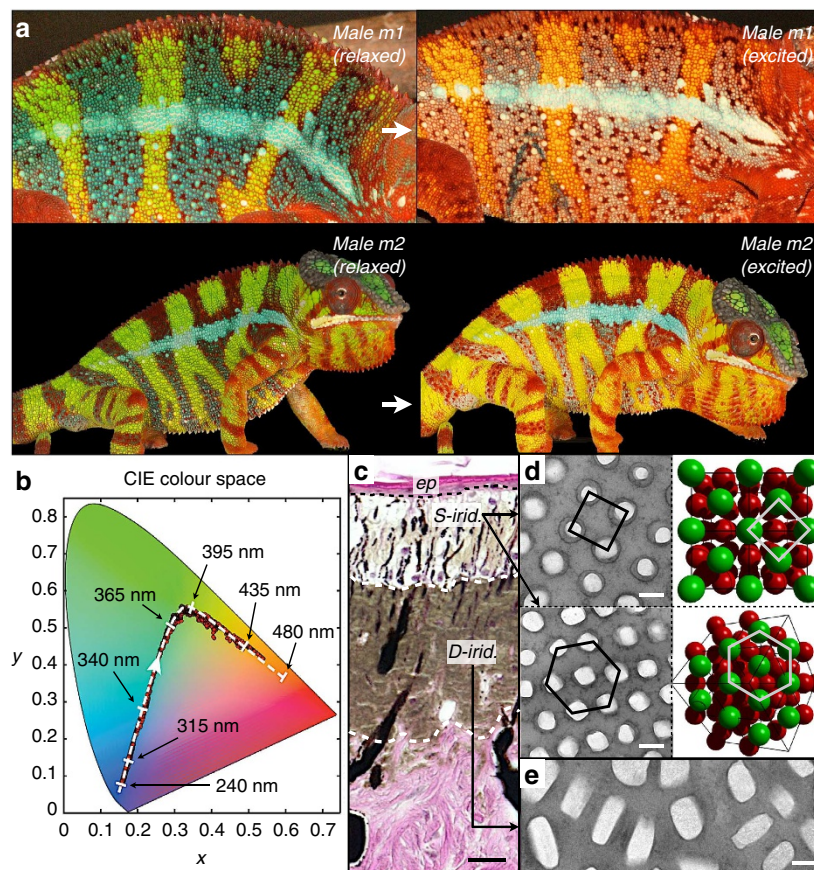 a
Male m1
(relaxed)
Male m1
(excited)
Male m2
(relaxed)
Male m2
(excited)
b
CIE colour space
0.8
0.7
0.6
0.5
0.4
0.3
0.2
0.1
0
y
395 nm
365 nm
435 nm
480 nm
340 nm
315 nm
240 nm
0
0.1
0.2
0.3
0.4
0.5
0.6
0.7
x
c
ep
S-irid.
D-irid.
d
e